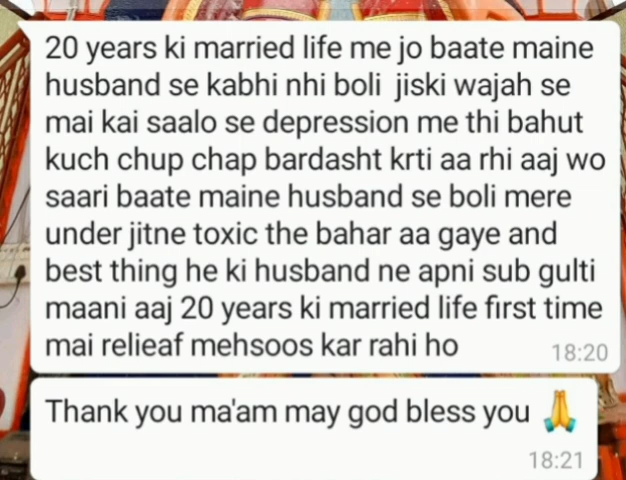 20 years ki married life me jo baate maine
husband se kabhi nhi boli jiski wajah se
mai kai saalo se depression me thi bahut
kuch chup chap bardasht krti aa rhi aaj wo
saari baate maine husband se boli mere
under jitne toxic the bahar aa gaye and
best thing he ki husband ne apni sub gulti
maani aaj 20 years ki married life first time
mai relieaf mehsoos kar rahi ho
18:20
Thank you ma'am may god bless you 🙏
18:21